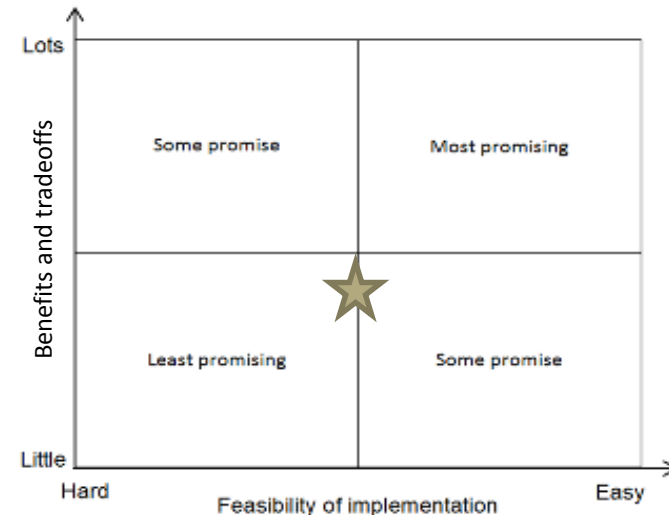 Lots
Benefits and tradeoffs
Some promise
Most promising
Least promising
Some promise
Little
Hard
Feasibility of implementation
Easy